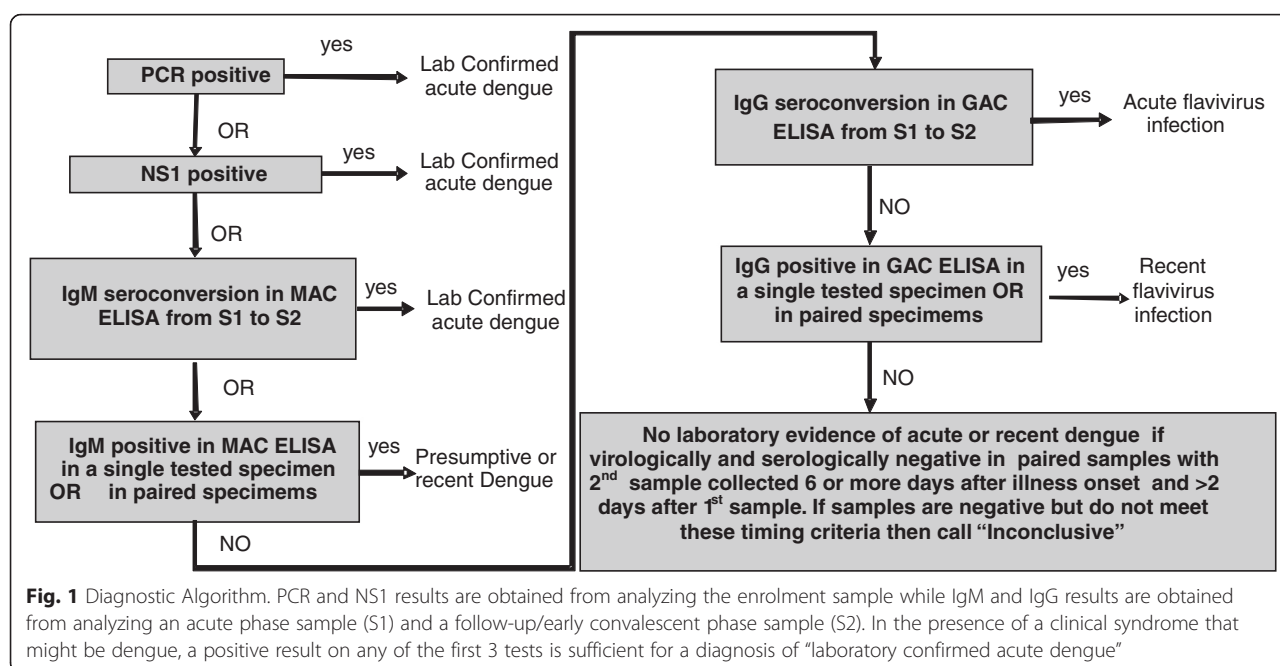 PCR positive
yes
Lab Confirmed
acute dengue
OR
NS1 positive
yes
Lab Confirmed
acute dengue
OR
IgM seroconversion in MAC
ELISA from S1 to S2
yes
Lab Confirmed
acute dengue
OR
IgM positive in MAC ELISA
in a single tested specimen
OR in paired specimems
yes
Presumptive or
recent Dengue
NO
IgG seroconversion in GAC
ELISA from S1 to S2
yes
Acute flavivirus
infection
NO
IgG positive in GAC ELISA in
a single tested specimen OR
in paired specimems
yes
Recent
flavivirus
infection
NO
No laboratory evidence of acute or recent dengue if
virologically and serologically negative in paired samples with
2nd sample collected 6 or more days after illness onset and >2
days after 1st sample. If samples are negative but do not meet
these timing criteria then call “Inconclusive”
Fig. 1 Diagnostic Algorithm. PCR and NS1 results are obtained from analyzing the enrolment sample while IgM and IgG results are obtained
from analyzing an acute phase sample (S1) and a follow-up/early convalescent phase sample (S2). In the presence of a clinical syndrome that
might be dengue, a positive result on any of the first 3 tests is sufficient for a diagnosis of “laboratory confirmed acute dengue”